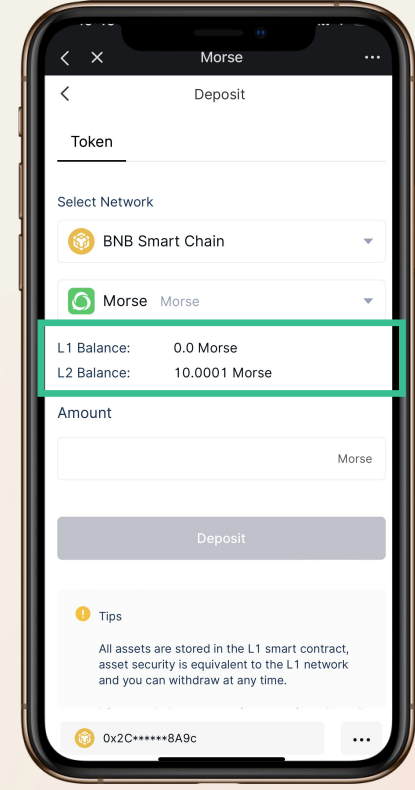 Morse
Deposit
Token
Select Network
BNB Smart Chain
Morse Morse
L1 Balance: 0.0 Morse
L2 Balance: 10.0001 Morse
Amount
Morse
Deposit
Tips
All assets are stored in the L1 smart contract,
asset security is equivalent to the L1 network
and you can withdraw at any time.
0x2C******8A9c